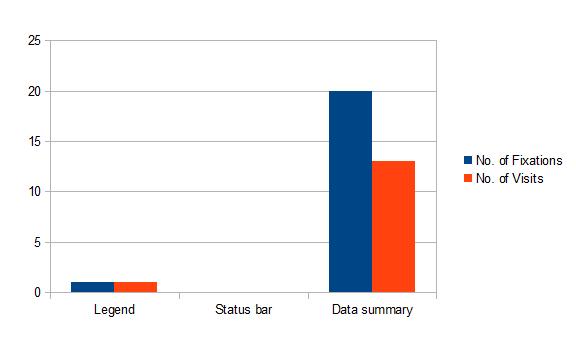 25
20
15
10
5
0
Legend
Status bar
Data summary
No. of Fixations
No. of Visits